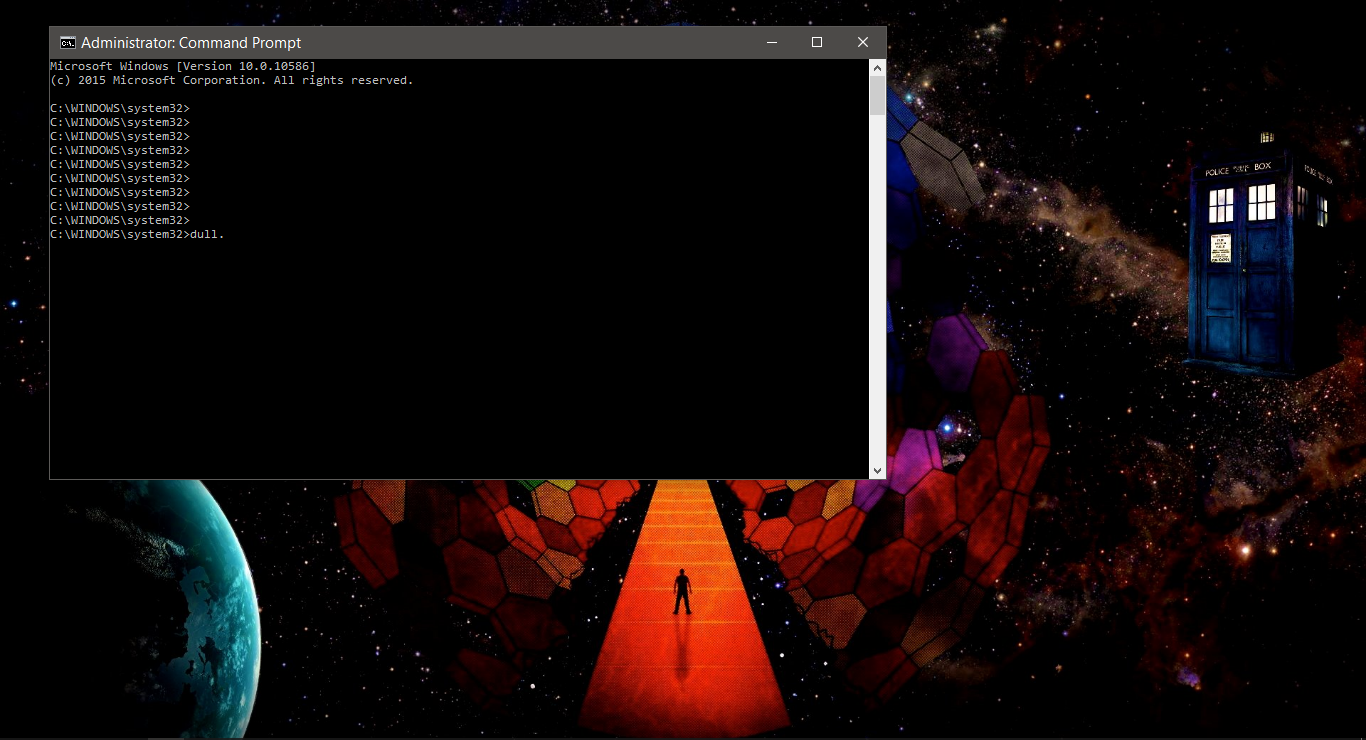 Administrator: Command Prompt
Microsoft Windows [Version 10.0.10586]
(c) 2015 Microsoft Corporation. All rights reserved.
C:\WINDOWS\system32>
C:\WINDOWS\system32>
C:\WINDOWS\system32>
C:\WINDOWS\system32>
C:\WINDOWS\system32>
C:\WINDOWS\system32>
C:\WINDOWS\system32>
C:\WINDOWS\system32>
C:\WINDOWS\system32>
C:\WINDOWS\system32>dull.
POLICE BOX